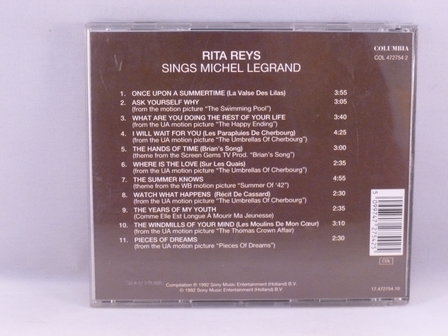 RITA REYS
COLUMBIA
COL 472754 2
SINGS MICHEL LEGRAND
1. ONCE UPON A SUMMERTIME (La Valse Des Lilas) 3:55
2. ASK YOURSELF WHY 3:05
(from the motion picture "The Swimming Pool")
3. WHAT ARE YOU DOING THE REST OF YOUR LIFE 3:40
(from the UA motion picture "The Happy Ending")
4. I WILL WAIT FOR YOU (Les Parapluies De Cherbourg) 4:25
(from the UA motion picture "The Umbrellas Of Cherbourg")
5. THE HANDS OF TIME (Brian's Song) 3:00
(theme from the Screen Gems TV Prod. "Brian's Song")
6. WHERE IS THE LOVE (Sur Les Quais) 2:35
(from the UA motion picture "The Umbrellas Of Cherbourg")
7. THE SUMMER KNOWS 4:55
(theme from the WB motion picture "Summer Of '42")
8. WATCH WHAT HAPPENS (Récit De Cassard) 2:30
(from the UA motion picture "The Umbrellas Of Cherbourg")
9. THE YEARS OF MY YOUTH 2:35
(Comme Elle Est Longue À Mourir Ma Jeunesse)
10. THE WINDMILLS OF YOUR MIND (Les Moulins De Mon Cœur) 3:10
(from the UA motion picture "The Thomas Crown Affair)
11. PIECES OF DREAMS 2:30
(from the UA motion picture "Pieces Of Dreams")
5 099747 275425
Compilation ℗ 1992 Sony Music Entertainment (Holland) B.V.
© 1992 Sony Music Entertainment (Holland) B.V.
17.472754.10